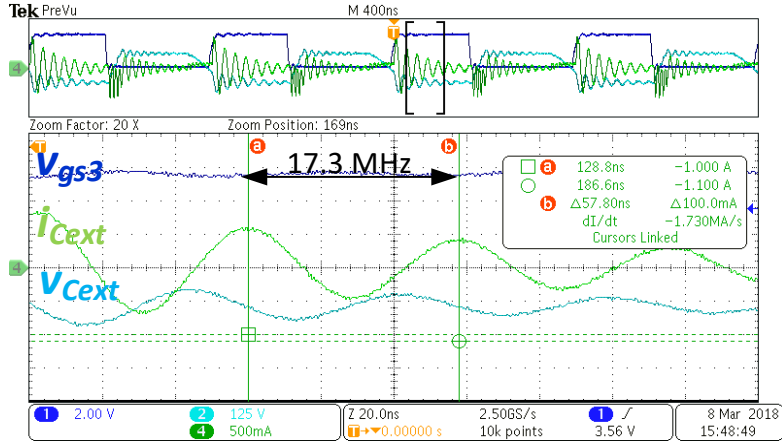 Tek PreVu M 400ns
T
4
Zoom Factor: 20 X Zoom Position: 169ns
T a b
Vgs3 17.3 MHz
a 128.8ns -1.000 A
186.6ns -1.100 A
b Δ57.80ns Δ100.0mA
dI/dt -1.730MA/s
Cursors Linked
iCext
4
VCext
1 2.00 V 2 125 V Z 20.0ns 2.50GS/s 1 8 Mar 2018
4 500mA T→▼0.00000 s 10k points 3.56 V 15:48:49